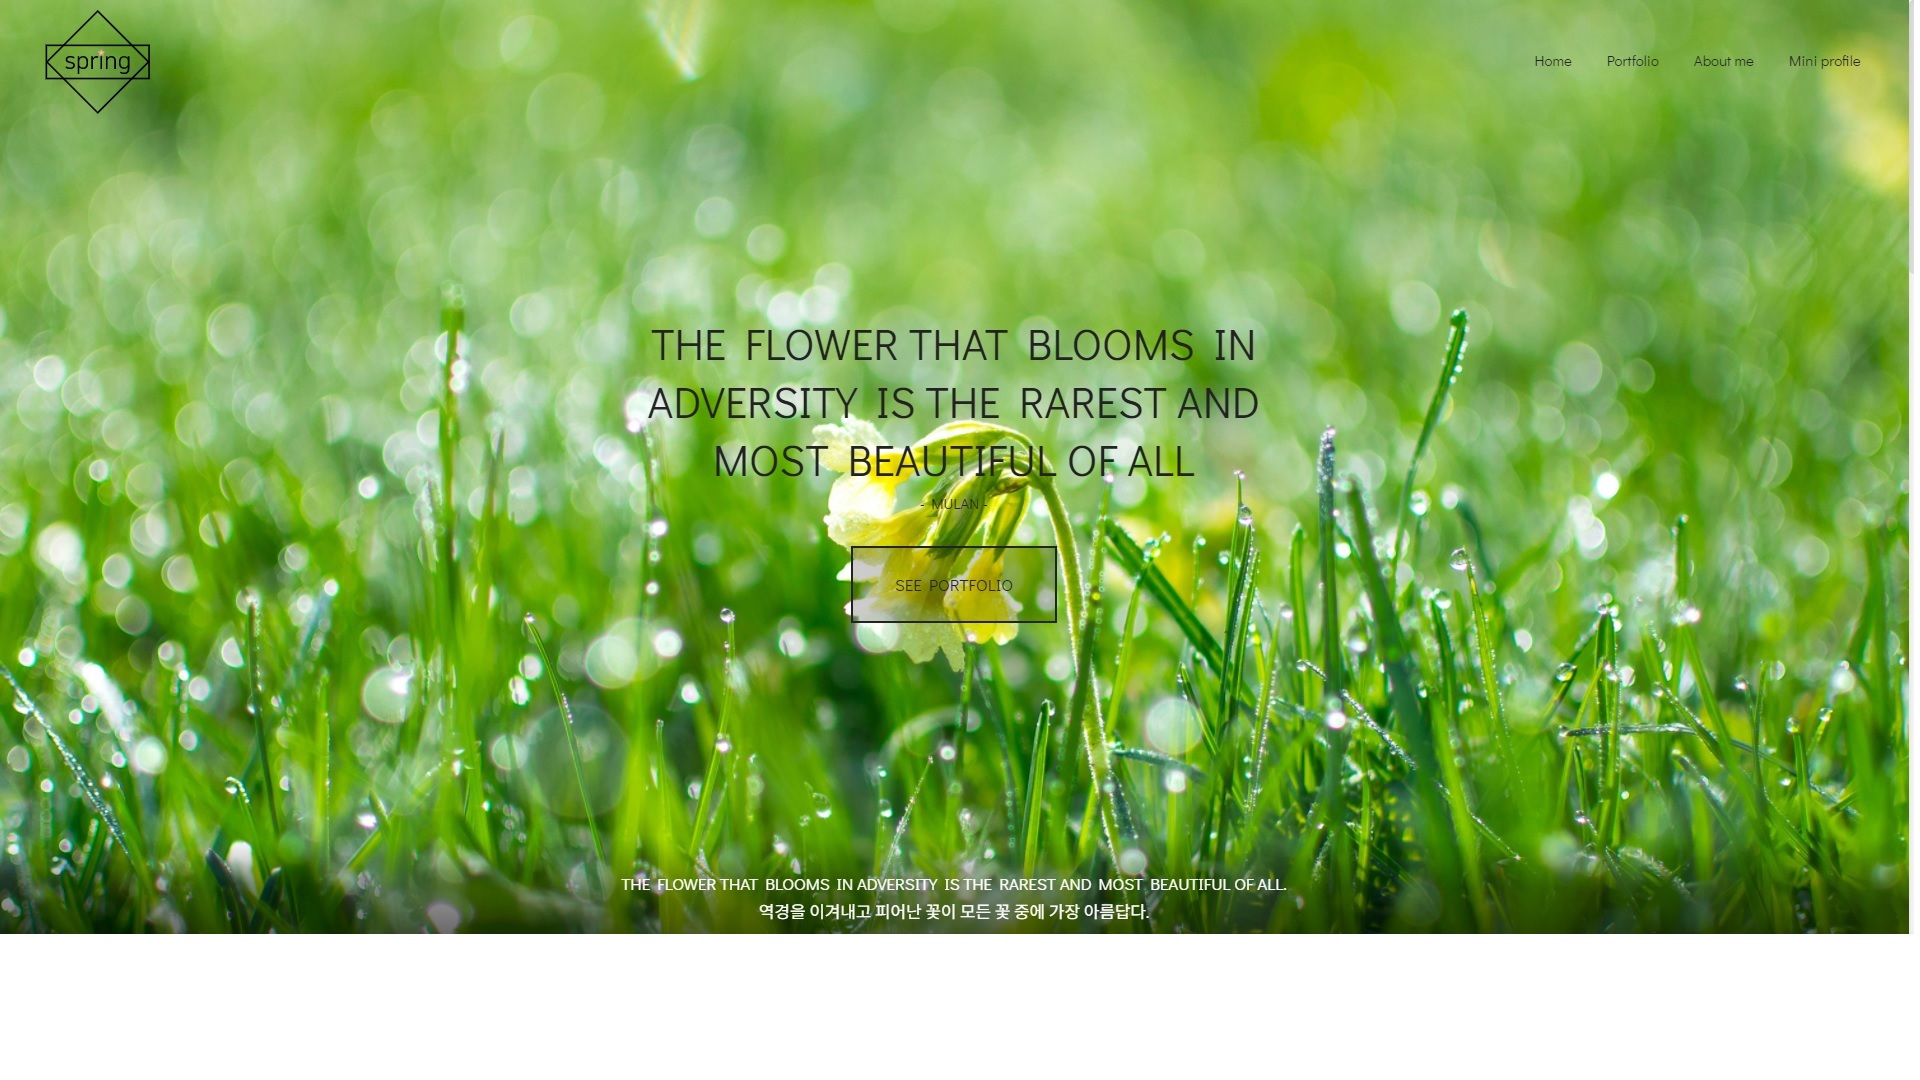 spring
Home
Portfolio
About me
Mini profile
THE FLOWER THAT BLOOMS IN
ADVERSITY IS THE RAREST AND
MOST BEAUTIFUL OF ALL
- MULAN -
SEE PORTFOLIO
THE FLOWER THAT BLOOMS IN ADVERSITY IS THE RAREST AND MOST BEAUTIFUL OF ALL.
역경을 이겨내고 피어난 꽃이 모든 꽃 중에 가장 아름답다.